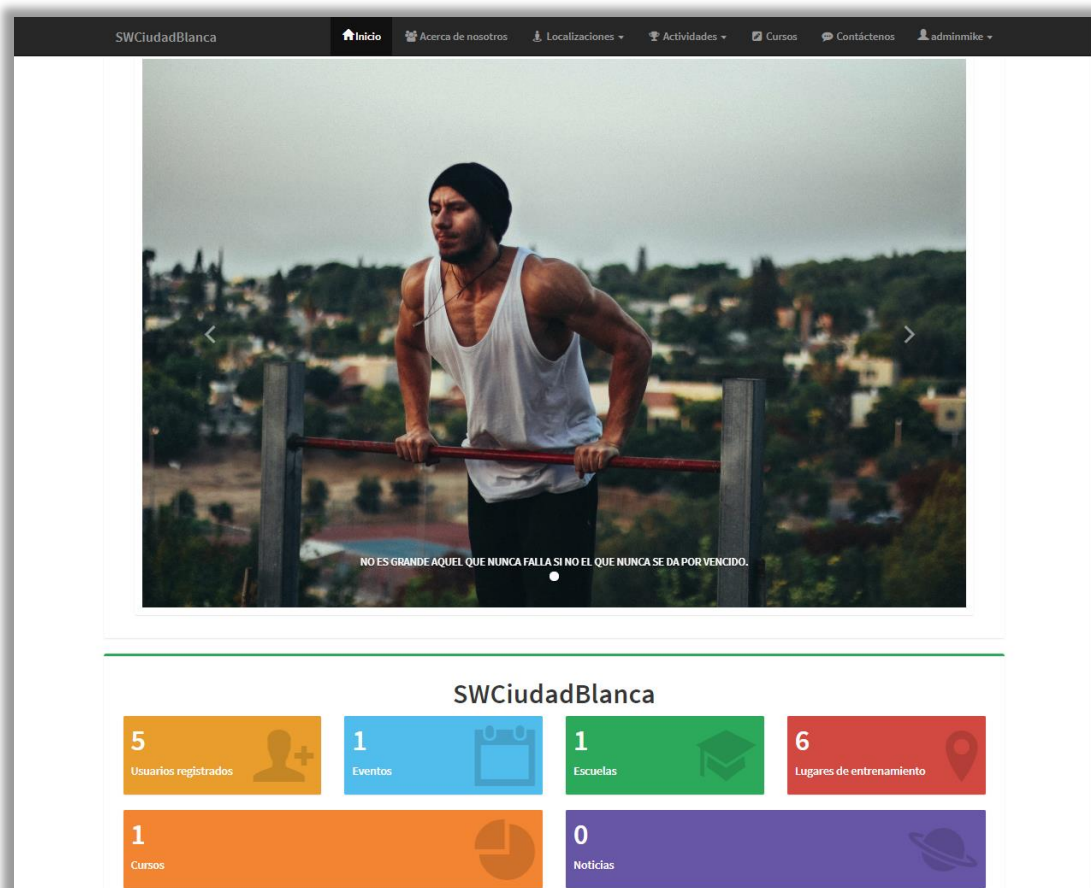 SWCiudadBlanca
Inicio
Acerca de nosotros
Localizaciones
Actividades
Cursos
Contáctenos
adminmike
NO ES GRANDE AQUEL QUE NUNCA FALLA SI NO EL QUE NUNCA SE DA POR VENCIDO.
SWCiudadBlanca
5
Usuarios registrados
1
Eventos
1
Escuelas
6
Lugares de entrenamiento
1
Cursos
0
Noticias